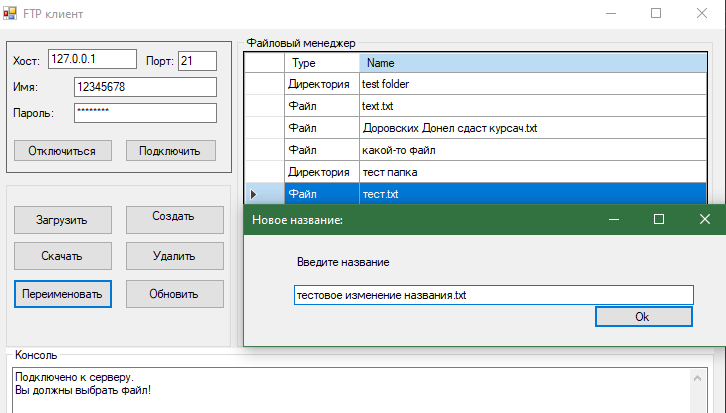 FTP клиент
Хост: 127.0.0.1 Порт: 21
Имя: 12345678
Пароль: ********
Отключиться Подключить
Файловый менеджер
Type Name
Директория test folder
Файл text.txt
Файл Доровских Донел сдаст курсач.txt
Файл какой-то файл
Директория тест папка
Файл тест.txt
Загрузить Создать
Скачать Удалить
Переименовать Обновить
Новое название:
Введите название
тестовое изменение названия.txt
Ok
Консоль
Подключено к серверу.
Вы должны выбрать файл!